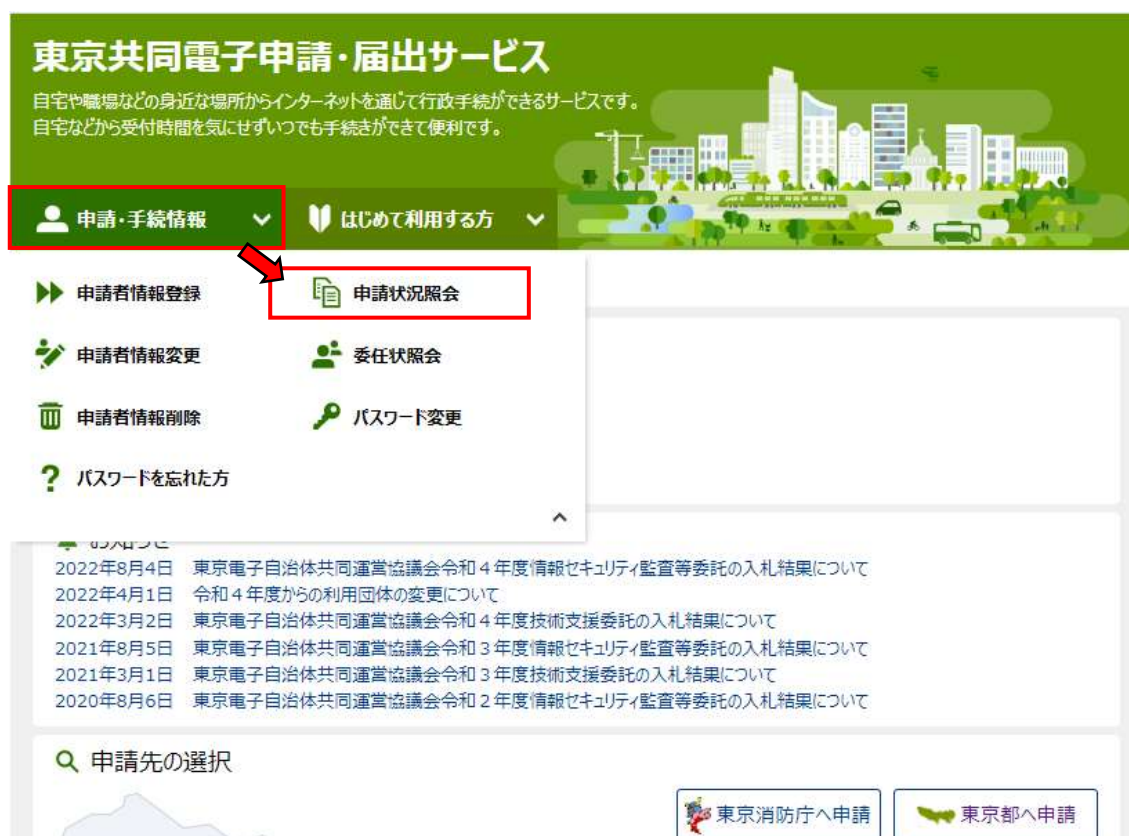 東京共同電子申請・届出サービス
自宅や職場などの身近な場所からインターネットを通じて行政手続ができるサービスです。
自宅などから受付時間を気にせずいつでも手続きができて便利です。
申請・手続情報 はじめて利用する方
申請者情報登録 申請状況照会
申請者情報変更 委任状照会
申請者情報削除 パスワード変更
? パスワードを忘れた方
お知らせ
2022年8月4日 東京電子自治体共同運営協議会令和4年度情報セキュリティ監査等委託の入札結果について
2022年4月1日 令和4年度からの利用団体の変更について
2022年3月2日 東京電子自治体共同運営協議会令和4年度技術支援委託の入札結果について
2021年8月5日 東京電子自治体共同運営協議会令和3年度情報セキュリティ監査等委託の入札結果について
2021年3月1日 東京電子自治体共同運営協議会令和3年度技術支援委託の入札結果について
2020年8月6日 東京電子自治体共同運営協議会令和2年度情報セキュリティ監査等委託の入札結果について
申請先の選択
東京消防庁へ申請 東京都へ申請